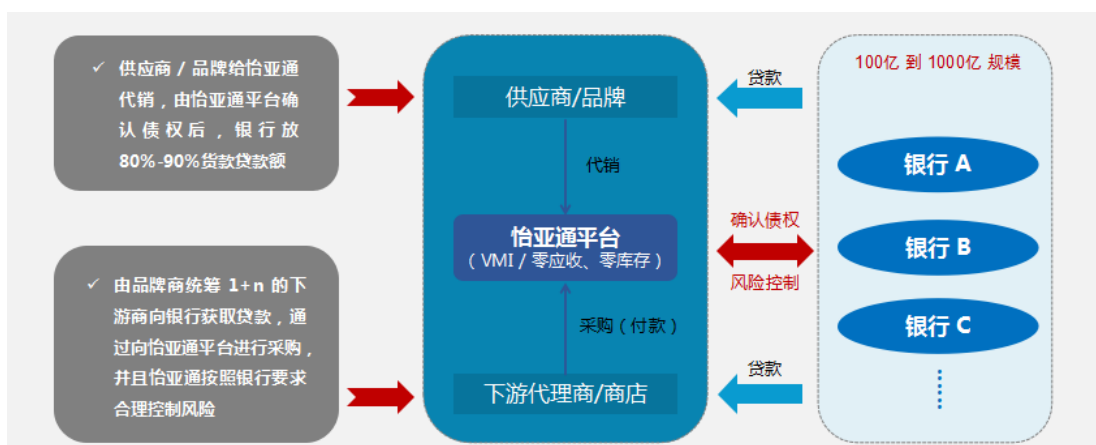 ✓ 供应商 / 品牌给怡亚通
代销，由怡亚通平台确
认债权后，银行放
80%-90%货款贷款额
✓ 由品牌商统筹 1+n 的下
游商向银行获取贷款，通
过向怡亚通平台进行采购，
并且怡亚通按照银行要求
合理控制风险
供应商/品牌
代销
怡亚通平台
（ VMI / 零应收、零库存 ）
采购（ 付款 ）
下游代理商/商店
贷款
确认债权
风险控制
贷款
100亿 到 1000亿 规模
银行 A
银行 B
银行 C